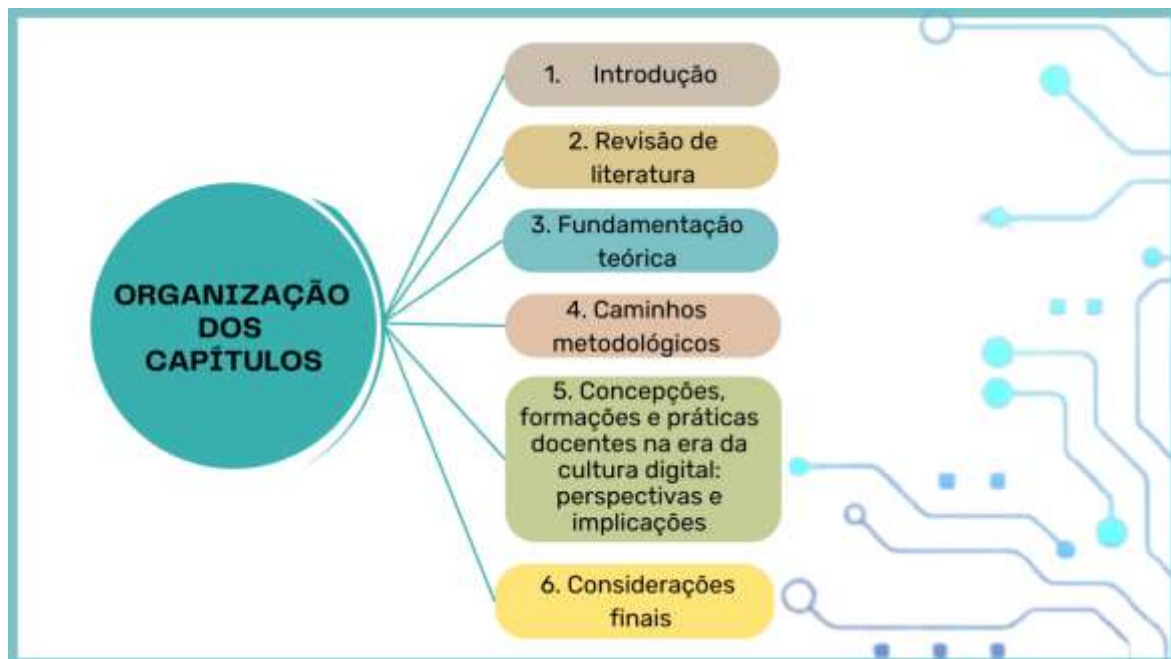 ORGANIZAÇÃO
DOS
CAPÍTULOS
1. Introdução
2. Revisão de
literatura
3. Fundamentação
teórica
4. Caminhos
metodológicos
5. Concepções,
formações e práticas
docentes na era da
cultura digital:
perspectivas e
implicações
6. Considerações
finais